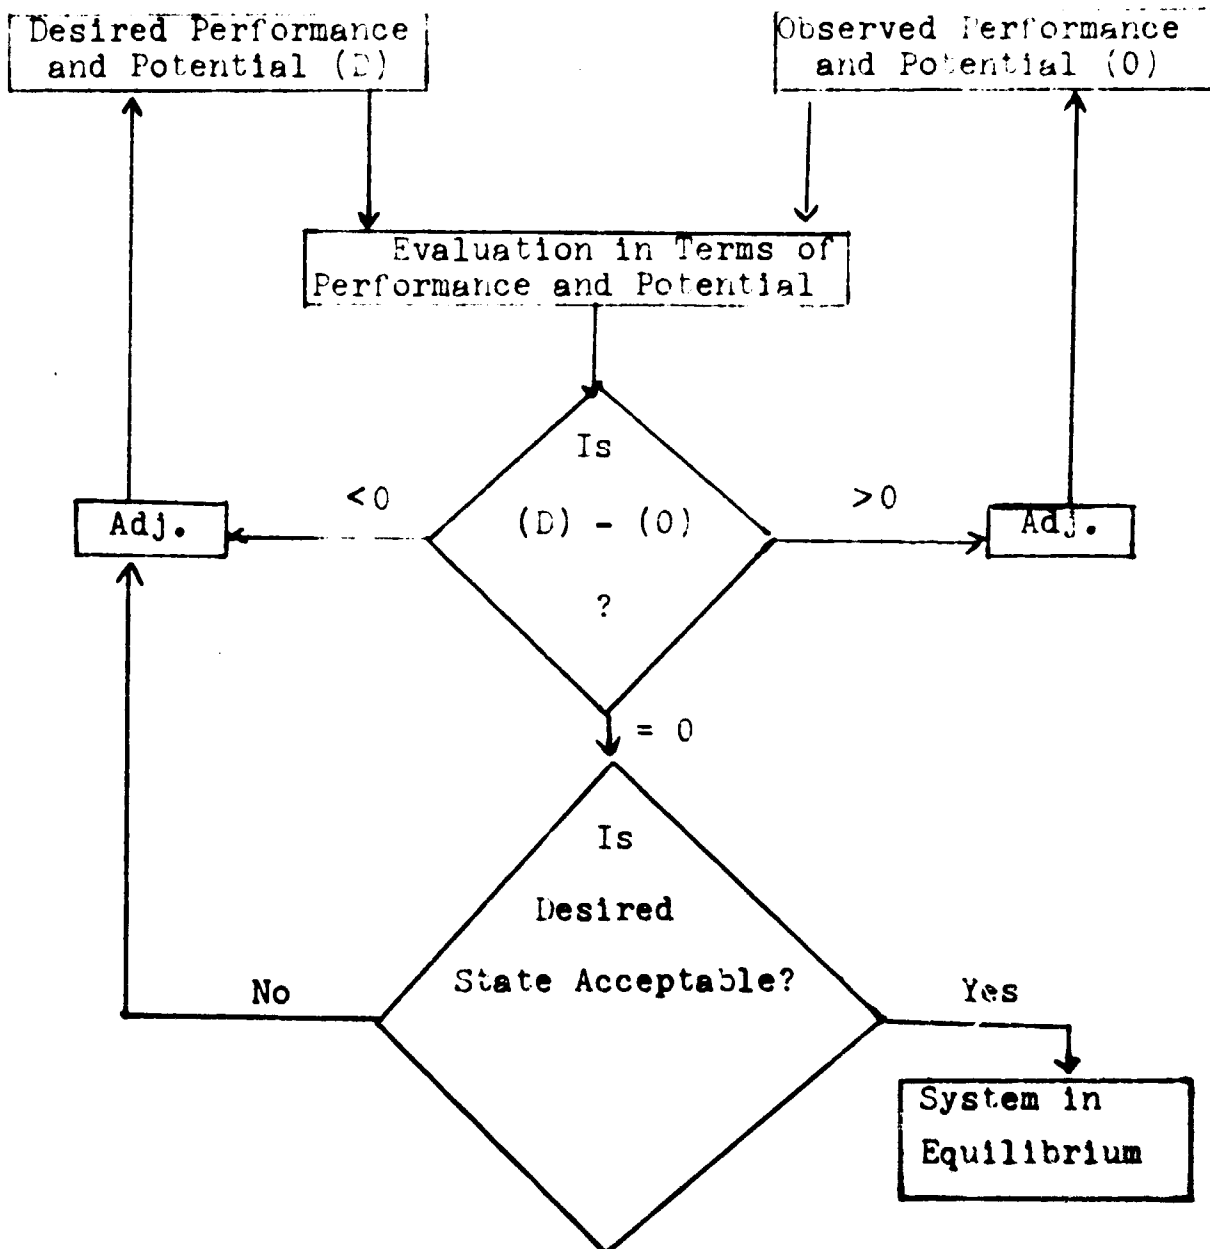 Desired Performance
and Potential (D)
Observed Performance
and Potential (O)
Evaluation in Terms of
Performance and Potential
Is
(D) - (O)
?
<0
>0
Adj.
Adj.
= 0
Is
Desired
State Acceptable?
No
Yes
System in
Equilibrium